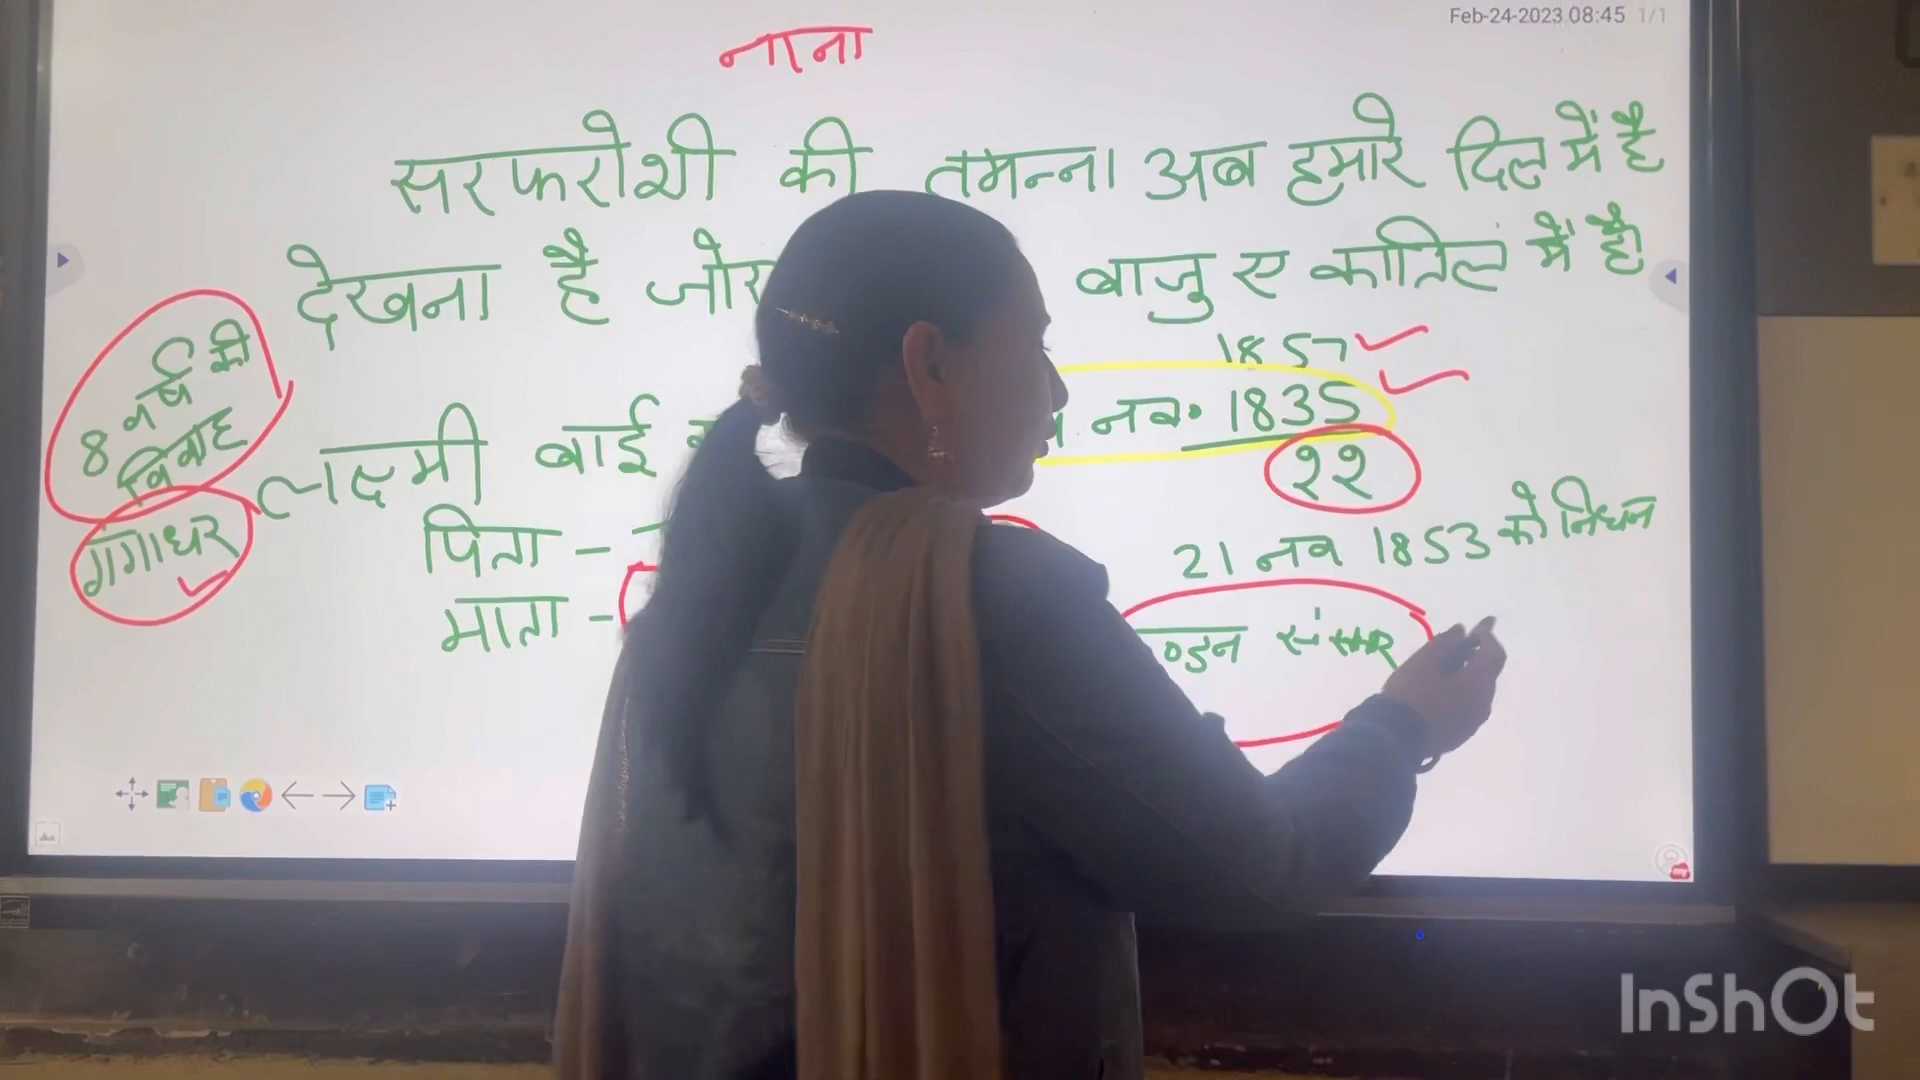 Feb-24-2023 08:45 1/1
नाना
सरफरोशी की तमन्ना अब हमारे दिल में है
देखना है जोर बाजु ए कातिल में है
1857
8 वर्ष की
विवाह
लक्ष्मी बाई नव. 1835
२२
गंगाधर
पिता -
21 नव 1853 को निधन
माता -
ण्डन संस्कार
InShOt